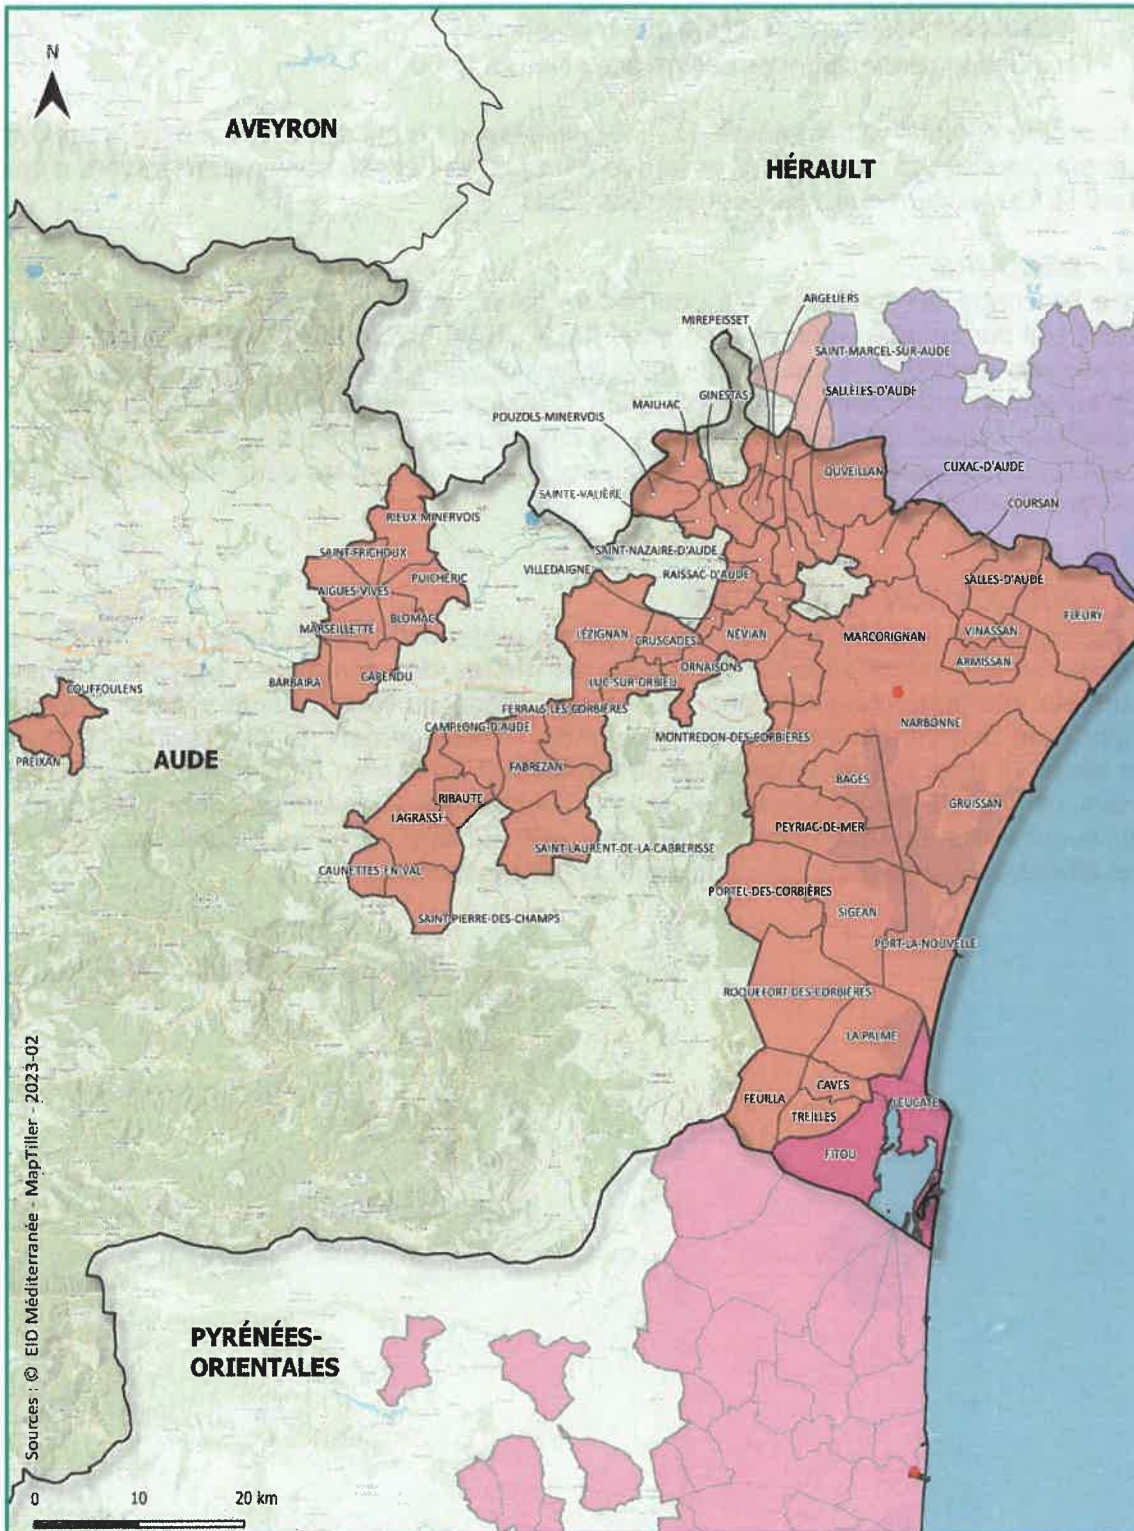 N
AVEYRON
HÉRAULT
ARGELIERS
MIREPEISSET
SAINT-MARCEL-SUR-AUDE
SALLÈLES-D'AUDE
GINESTAS
MAILHAC
POUZOLS-MINERVOIS
OUVEILLAN
CUXAC-D'AUDE
SAINTE-VALIÈRE
COURSAN
RIEUX-MINERVOIS
SAINT-FRICHOUX
SAINT-NAZAIRE-D'AUDE
VILLEDAIGNE
RAISSAC-D'AUDE
PUICHÉRIC
SALLES-D'AUDE
AIGUES-VIVES
BLOMAC
FLEURY
MARSEILLETTE
LÉZIGNAN
CRUSCADES
NÉVIAN
MARCORIGNAN
VINASSAN
ARMISSAN
ORNAISONS
CAPENDU
BARBAIRA
LUC-SUR-ORBIEU
COUFFOULENS
FERRALS-LES-CORBIÈRES
NARBONNE
CAMPLONG-D'AUDE
MONTREDON-DES-CORBIÈRES
PREIXAN
AUDE
FABREZAN
BAGES
RIBAUTE
GRUISSAN
LAGRASSE
PEYRIAC-DE-MER
SAINT-LAURENT-DE-LA-CABRERISSE
CAUNETTES-EN-VAL
PORTEL-DES-CORBIÈRES
SIGEAN
SAINT-PIERRE-DES-CHAMPS
PORT-LA-NOUVELLE
ROQUEFORT-DES-CORBIÈRES
LA PALME
CAVES
FEUILLA
LEUCATE
TREILLES
FITOU
PYRÉNÉES-
ORIENTALES
Sources : © EID Méditerranée - MapTiller - 2023-02
0 10 20 km